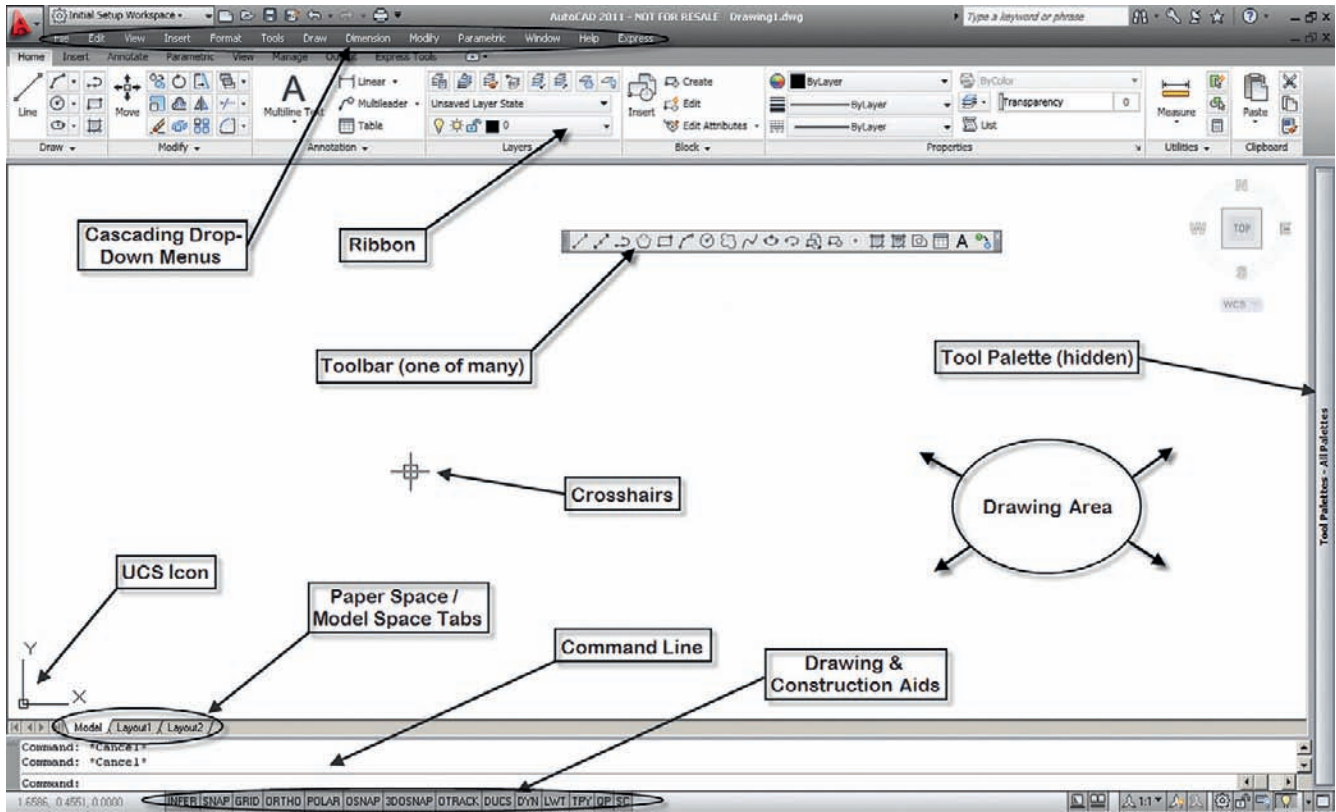 Initial Setup Workspace
AutoCAD 2011 - NOT FOR RESALE Drawing1.dwg
Type a keyword or phrase
Edit View Insert Format Tools Draw Dimension Modify Parametric Window Help Express
Home Insert Annotate Parametric View Manage Express Tools
Line
Move
Multiline Text
Linear
Multileader
Table
Unsaved Layer State
0
Insert
Create
Edit
Edit Attributes
ByLayer
ByLayer
ByLayer
ByColor
Transparency 0
List
Measure
Paste
Draw Modify Annotation Layers Block Properties Utilities Clipboard
N
W TOP E
S
WCS
Cascading Drop-
Down Menus
Ribbon
A
Toolbar (one of many)
Tool Palette (hidden)
Tool Palettes - All Palettes
Crosshairs
Drawing Area
UCS Icon
Paper Space /
Model Space Tabs
Command Line
Drawing &
Construction Aids
Y
X
Model Layout1 Layout2
Command: *Cancel*
Command: *Cancel*
Command:
1.6586, 0.4551, 0.0000
INFER SNAP GRID ORTHO POLAR OSNAP 3DOSNAP OTRACK DUCS DYN LWT TPY QP SC
1:1